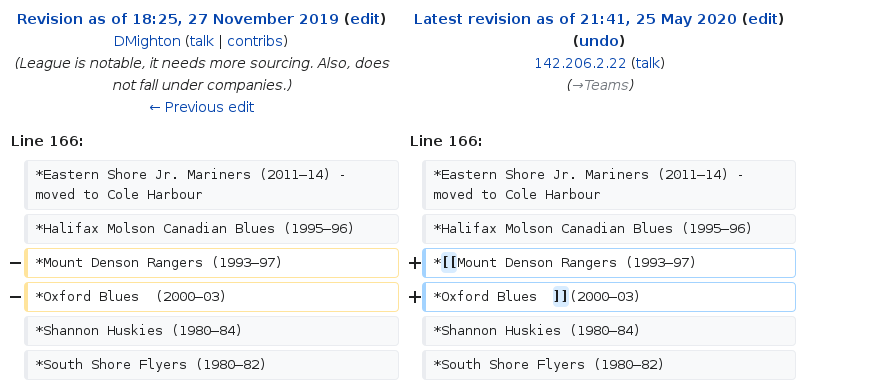 Revision as of 18:25, 27 November 2019 (edit)
DMighton (talk | contribs)
(League is notable, it needs more sourcing. Also, does
not fall under companies.)
← Previous edit
Latest revision as of 21:41, 25 May 2020 (edit)
(undo)
142.206.2.22 (talk)
(→Teams)
Line 166:
Line 166:
*Eastern Shore Jr. Mariners (2011–14) -
moved to Cole Harbour
*Eastern Shore Jr. Mariners (2011–14) -
moved to Cole Harbour
*Halifax Molson Canadian Blues (1995–96)
*Halifax Molson Canadian Blues (1995–96)
− *Mount Denson Rangers (1993–97)
+ *[[Mount Denson Rangers (1993–97)
− *Oxford Blues  (2000–03)
+ *Oxford Blues  ]](2000–03)
*Shannon Huskies (1980–84)
*Shannon Huskies (1980–84)
*South Shore Flyers (1980–82)
*South Shore Flyers (1980–82)